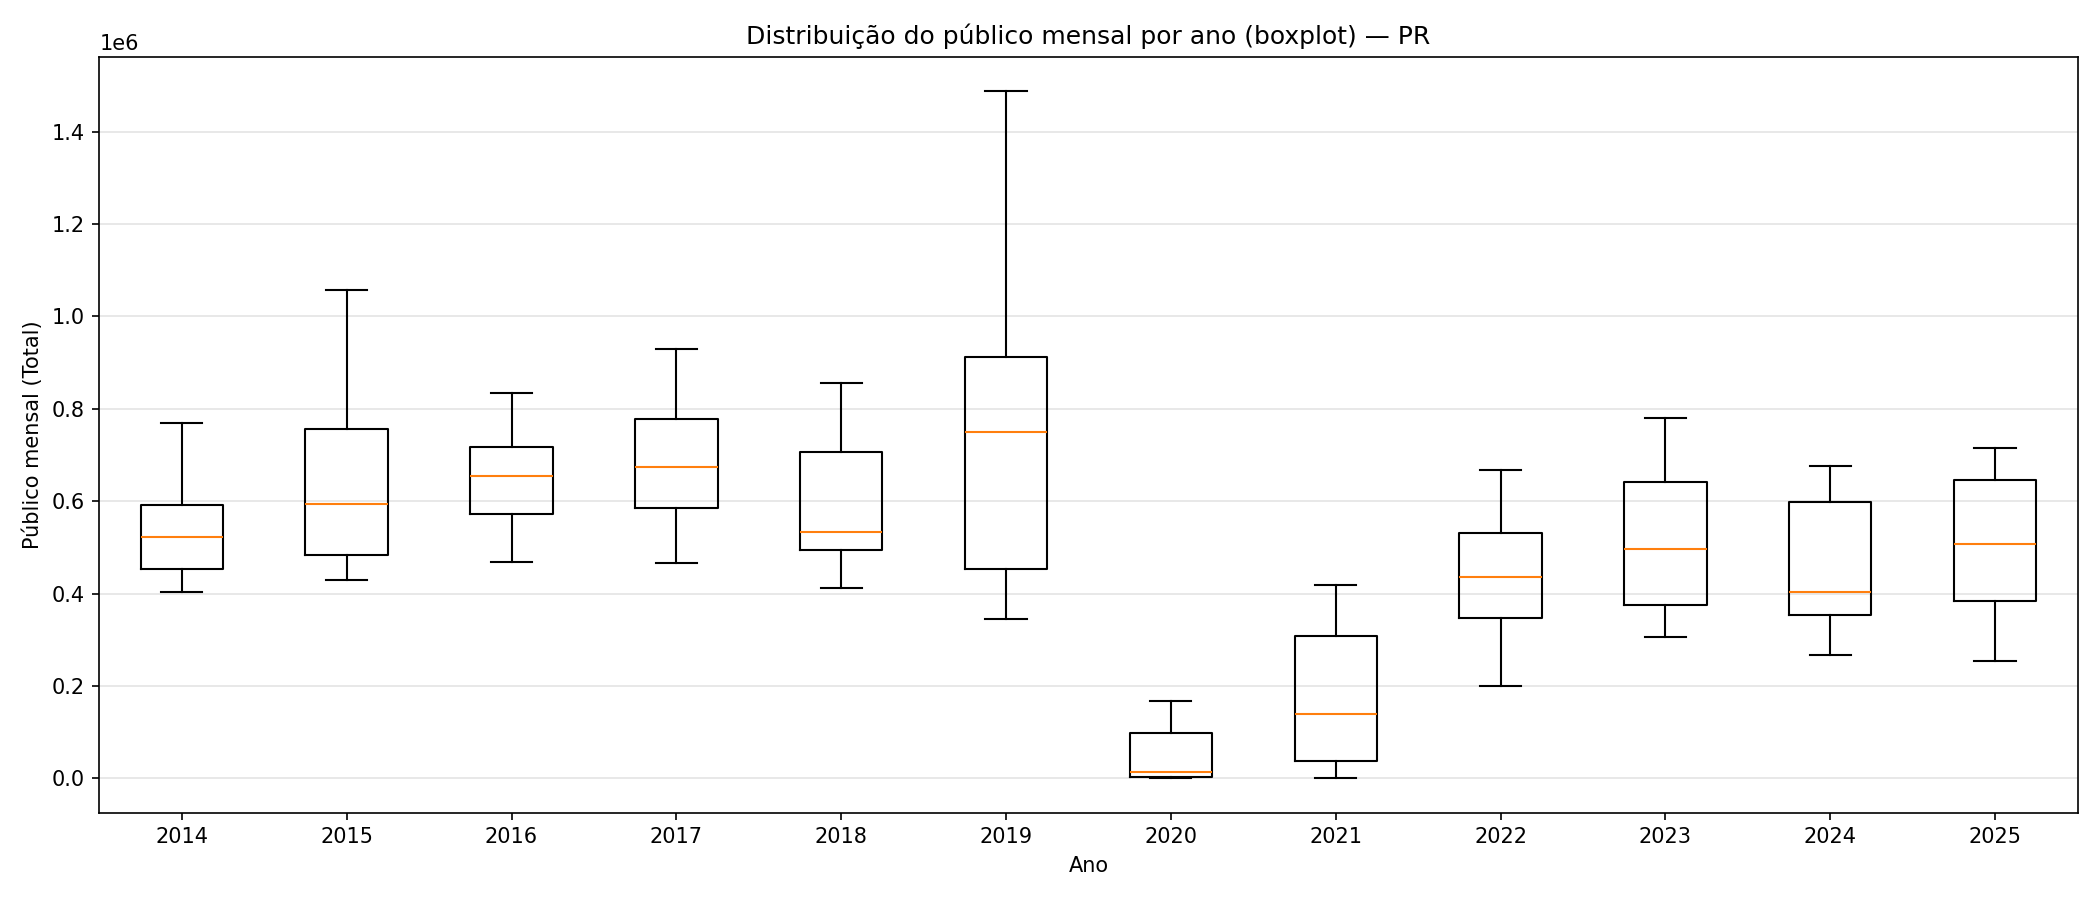 Distribuição do público mensal por ano (boxplot) — PR
1e6
1.4
1.2
1.0
0.8
0.6
0.4
0.2
0.0
Público mensal (Total)
2014 2015 2016 2017 2018 2019 2020 2021 2022 2023 2024 2025
Ano